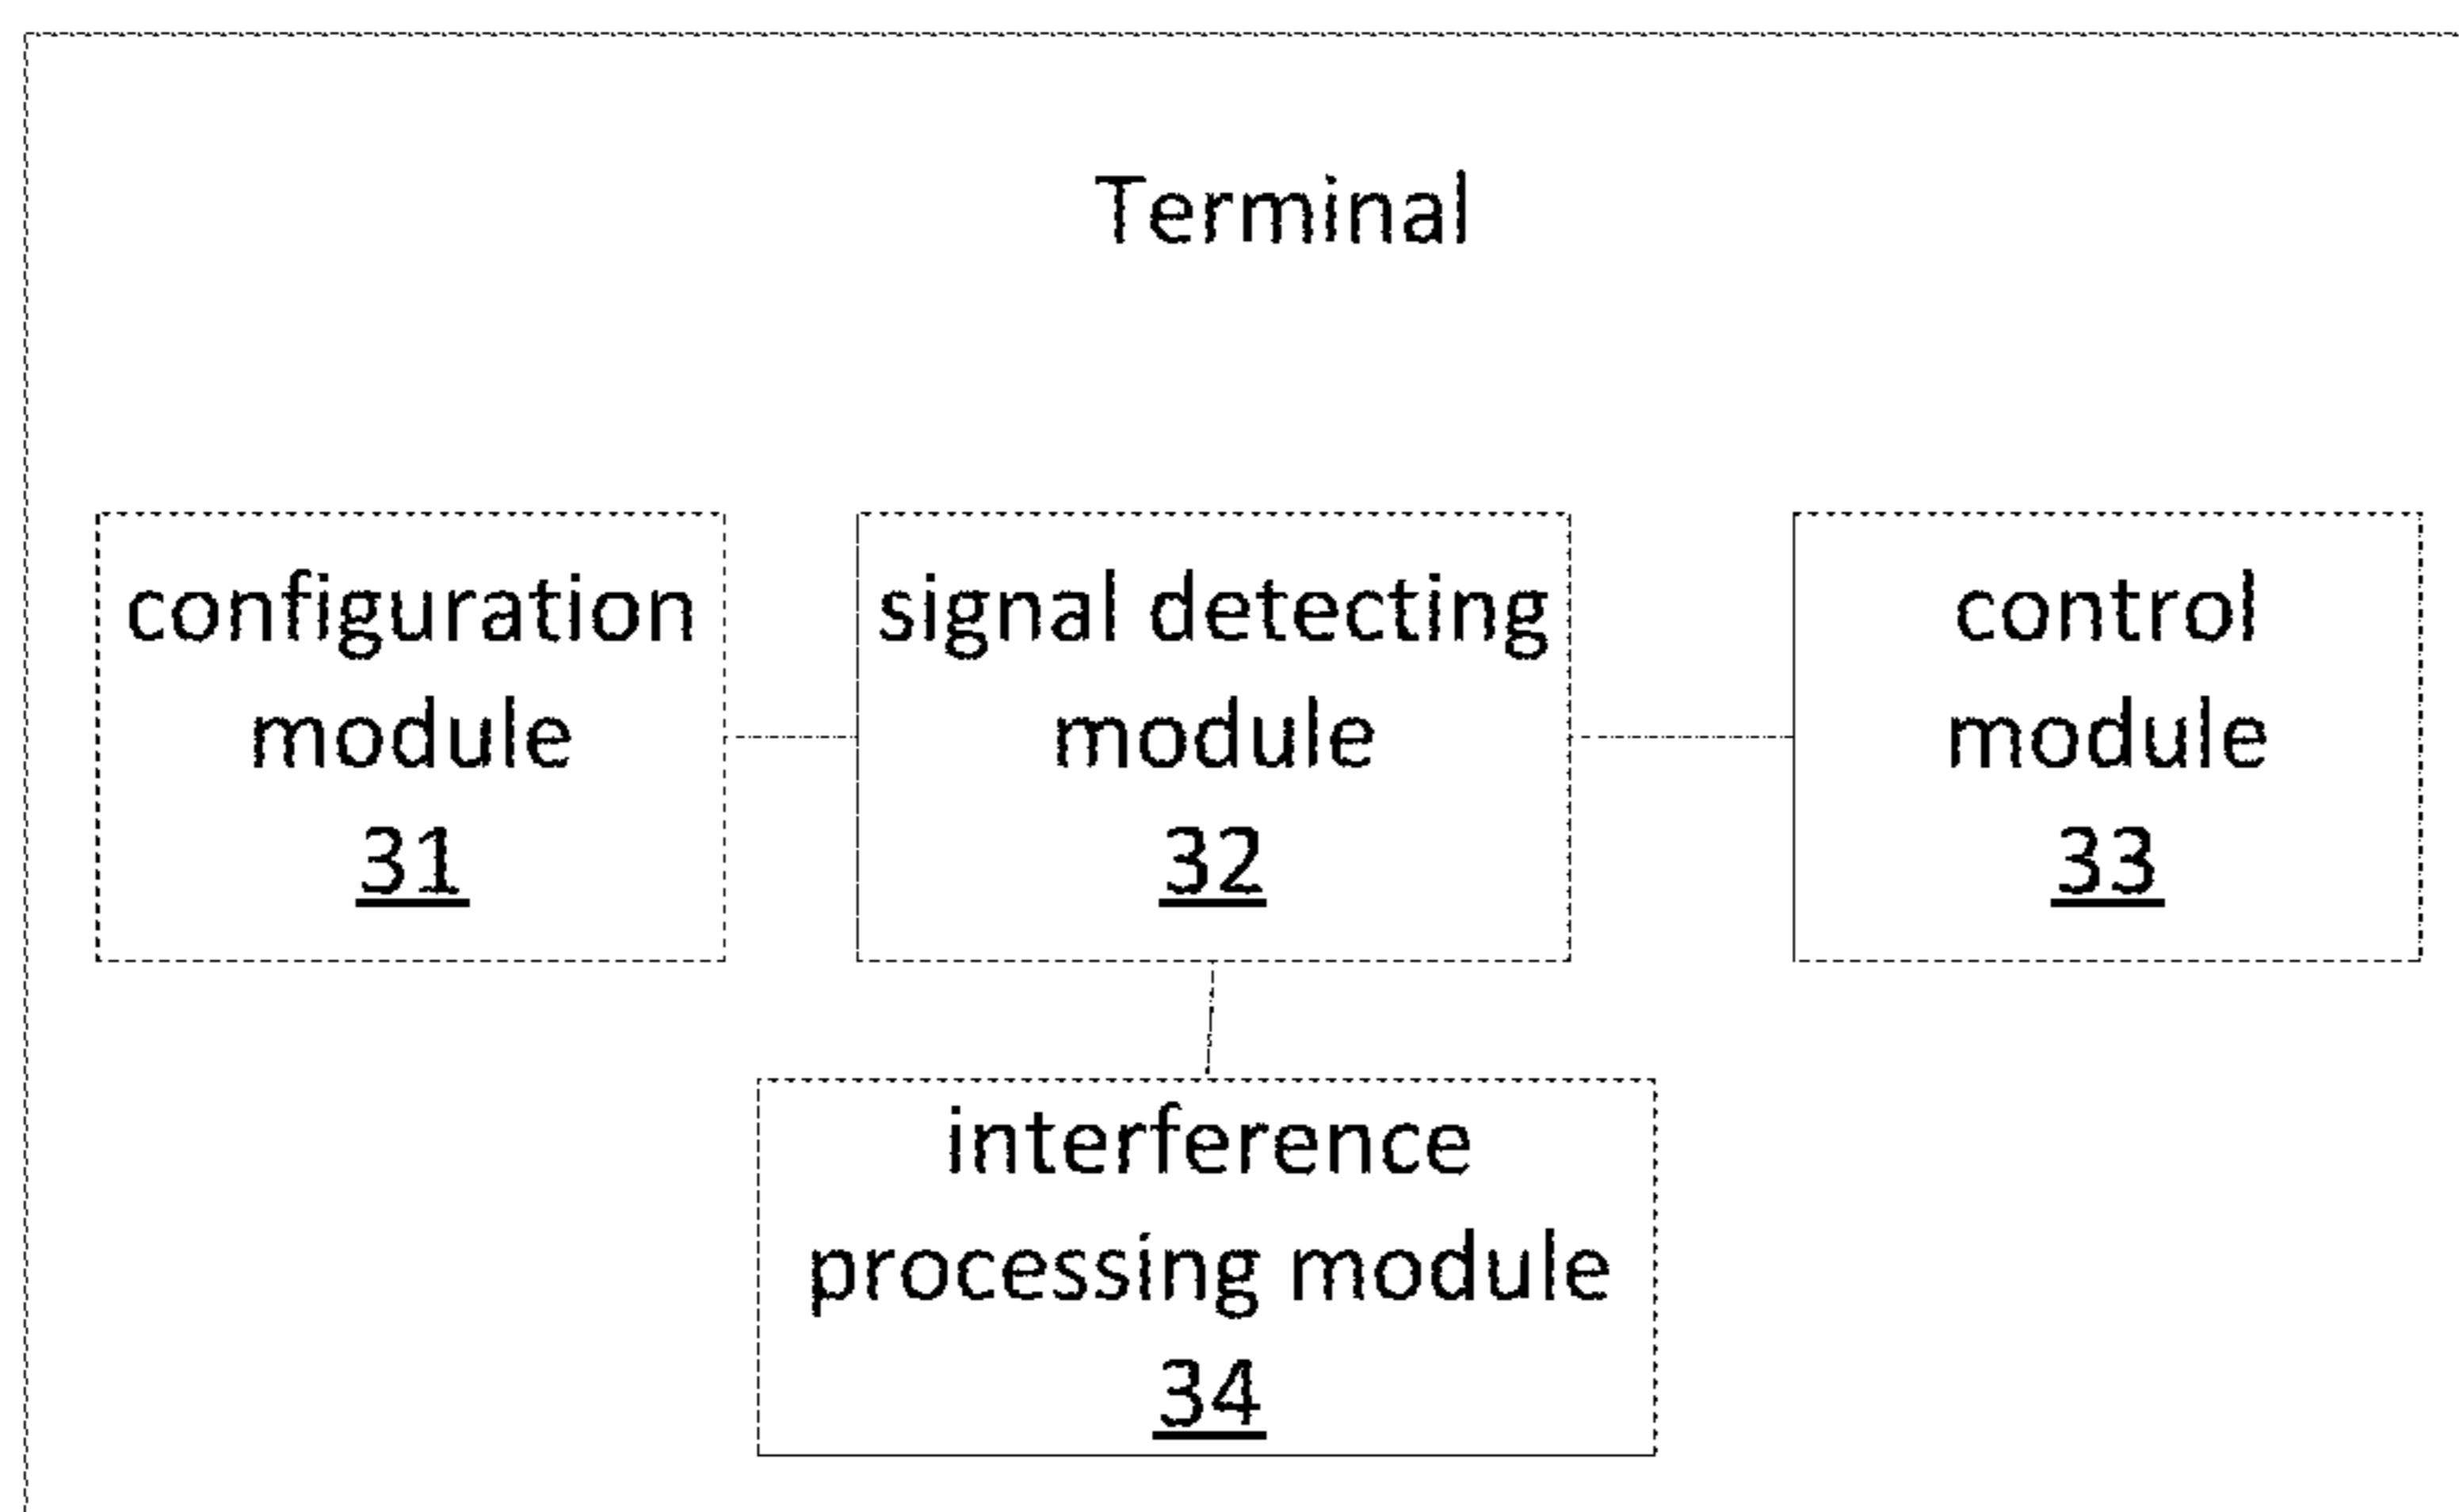 Terminal
configuration
module
31
signal detecting
module
32
control
module
33
interference
processing module
34